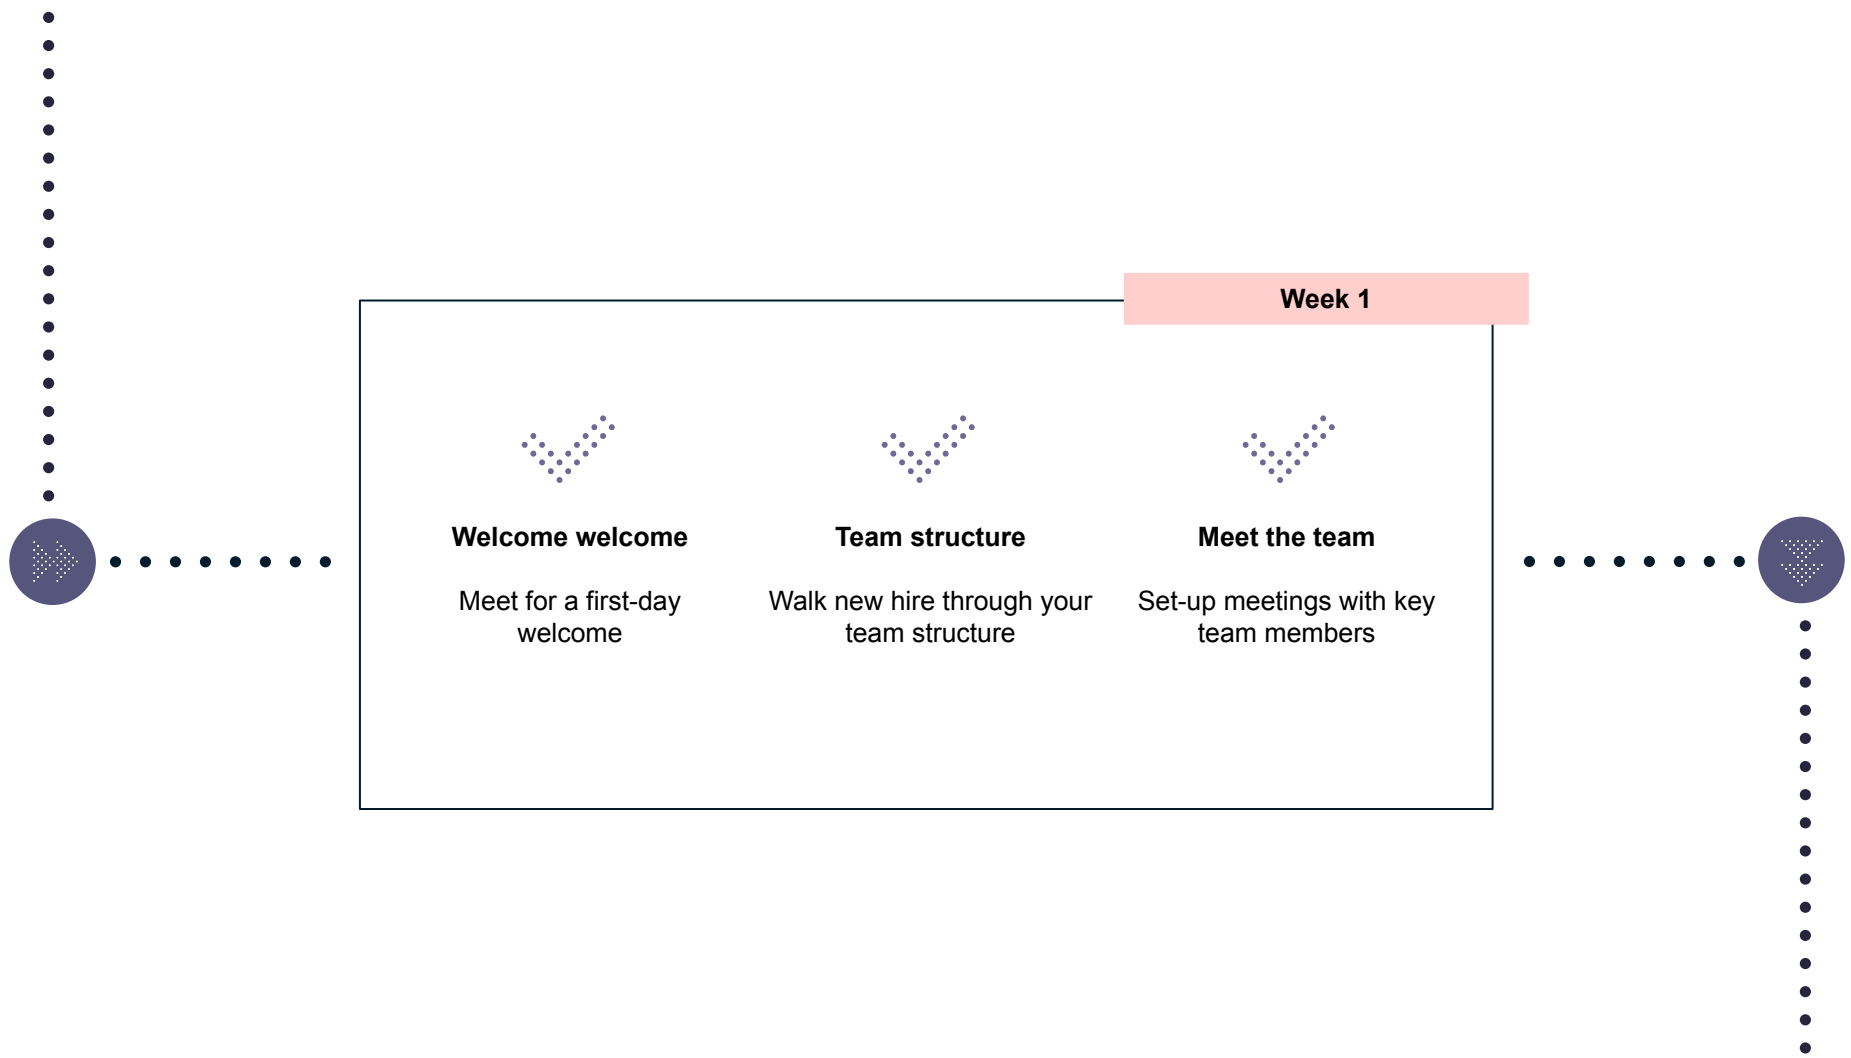 Week 1
Welcome welcome
Meet for a first-day
welcome
Team structure
Walk new hire through your
team structure
Meet the team
Set-up meetings with key
team members